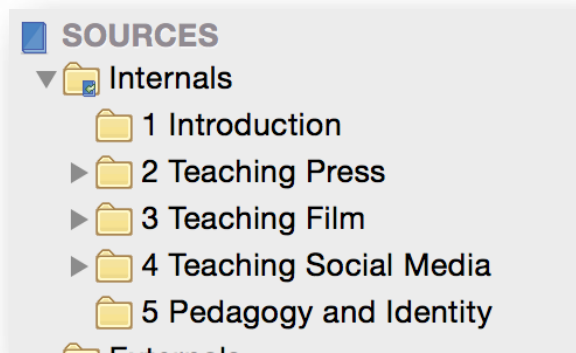 SOURCES
Internals
1 Introduction
2 Teaching Press
3 Teaching Film
4 Teaching Social Media
5 Pedagogy and Identity